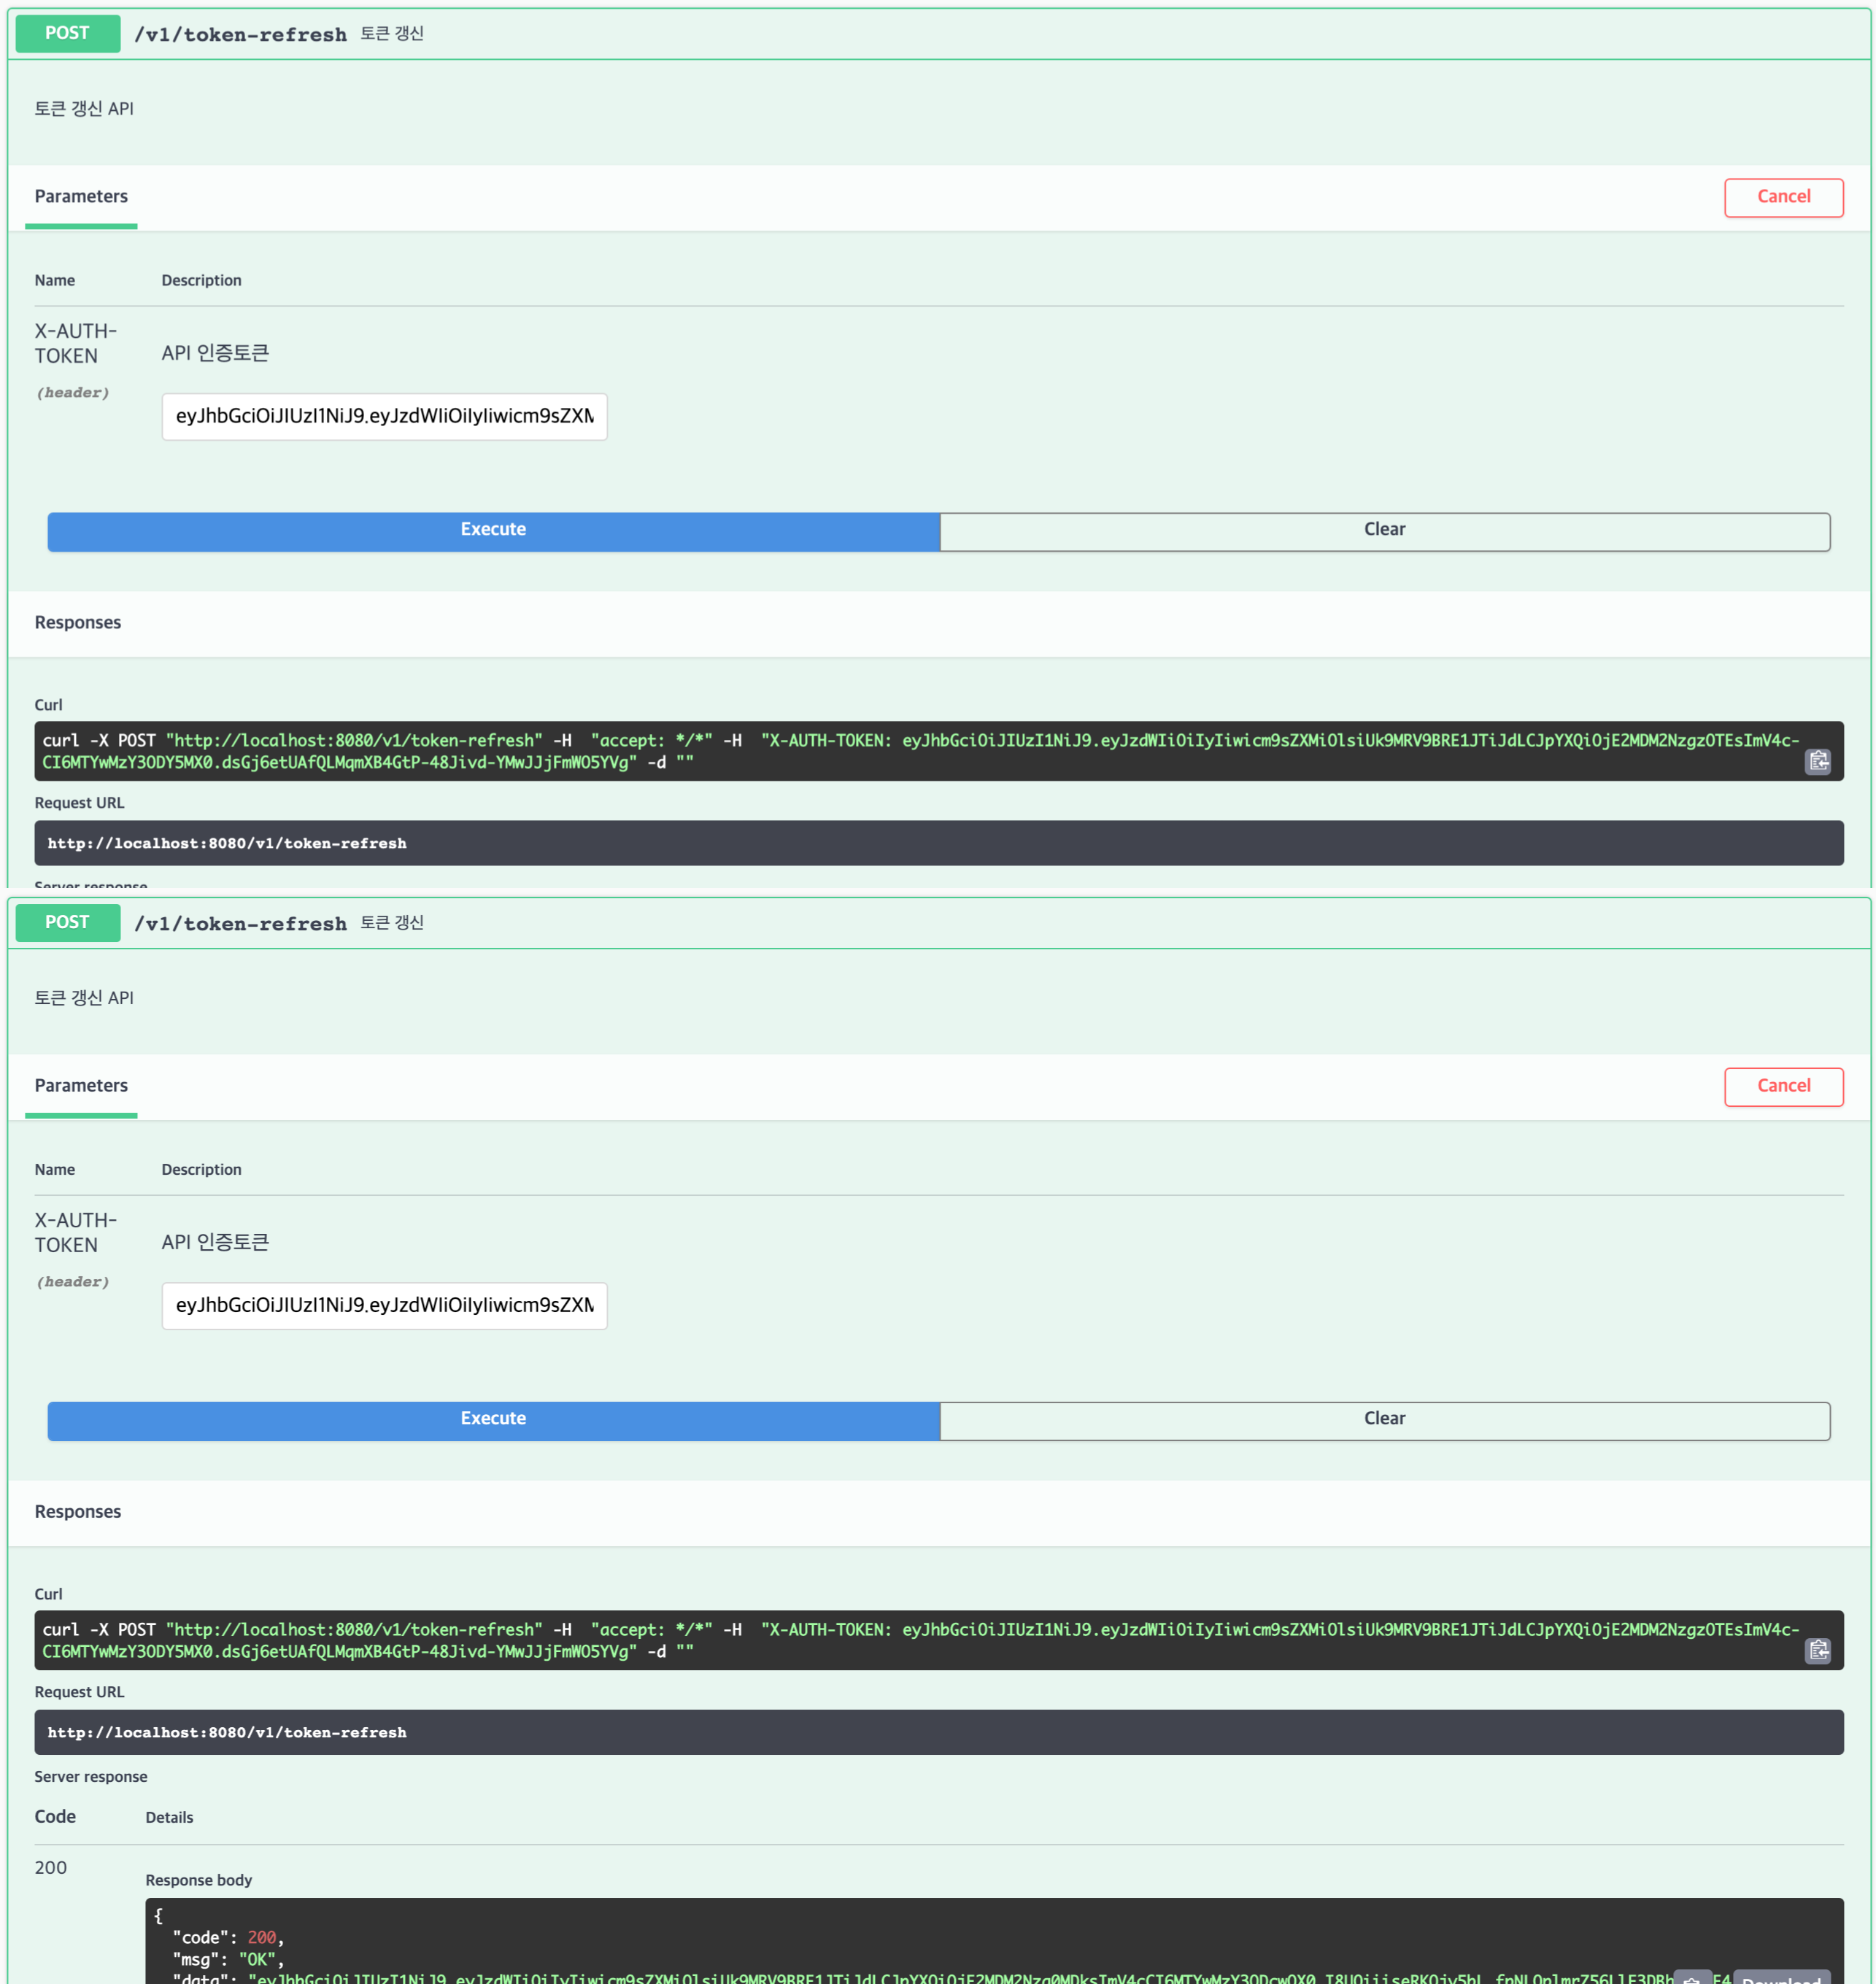 POST /v1/token-refresh 토큰 갱신
토큰 갱신 API
Parameters
Cancel
Name Description
X-AUTH-
TOKEN
API 인증토큰
(header)
eyJhbGciOiJIUzI1NiJ9.eyJzdWIiOiIyIiwicm9sZXM
Execute
Clear
Responses
Curl
curl -X POST "http://localhost:8080/v1/token-refresh" -H  "accept: */*" -H  "X-AUTH-TOKEN: eyJhbGciOiJIUzI1NiJ9.eyJzdWIiOiIyIiwicm9sZXMiOlsiUk9MRV9BRE1JTiJdLCJpYXQiOjE2MDM2NzgzOTEsImV4c-
CI6MTYwMzY3ODY5MX0.dsGj6etUAfQLMqmXB4GtP-48Jivd-YMwJJjFmWO5YVg" -d ""
Request URL
http://localhost:8080/v1/token-refresh
Server response
POST /v1/token-refresh 토큰 갱신
토큰 갱신 API
Parameters
Cancel
Name Description
X-AUTH-
TOKEN
API 인증토큰
(header)
eyJhbGciOiJIUzI1NiJ9.eyJzdWIiOiIyIiwicm9sZXM
Execute
Clear
Responses
Curl
curl -X POST "http://localhost:8080/v1/token-refresh" -H  "accept: */*" -H  "X-AUTH-TOKEN: eyJhbGciOiJIUzI1NiJ9.eyJzdWIiOiIyIiwicm9sZXMiOlsiUk9MRV9BRE1JTiJdLCJpYXQiOjE2MDM2NzgzOTEsImV4c-
CI6MTYwMzY3ODY5MX0.dsGj6etUAfQLMqmXB4GtP-48Jivd-YMwJJjFmWO5YVg" -d ""
Request URL
http://localhost:8080/v1/token-refresh
Server response
Code Details
200
Response body
{
"code": 200,
"msg": "OK",
"data":
Download